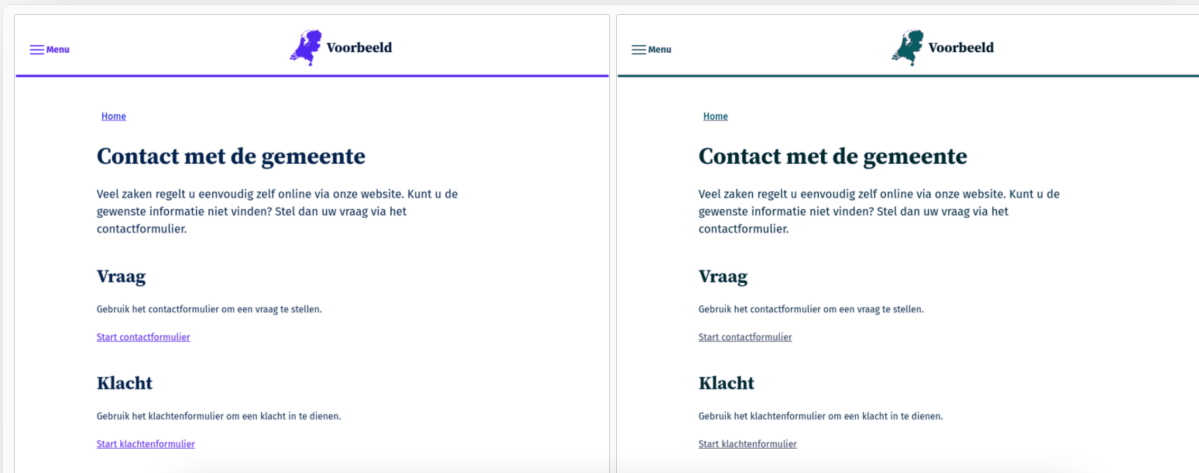 Menu
Voorbeeld
Home
Contact met de gemeente
Veel zaken regelt u eenvoudig zelf online via onze website. Kunt u de
gewenste informatie niet vinden? Stel dan uw vraag via het
contactformulier.
Vraag
Gebruik het contactformulier om een vraag te stellen.
Start contactformulier
Klacht
Gebruik het klachtenformulier om een klacht in te dienen.
Start klachtenformulier
Menu
Voorbeeld
Home
Contact met de gemeente
Veel zaken regelt u eenvoudig zelf online via onze website. Kunt u de
gewenste informatie niet vinden? Stel dan uw vraag via het
contactformulier.
Vraag
Gebruik het contactformulier om een vraag te stellen.
Start contactformulier
Klacht
Gebruik het klachtenformulier om een klacht in te dienen.
Start klachtenformulier